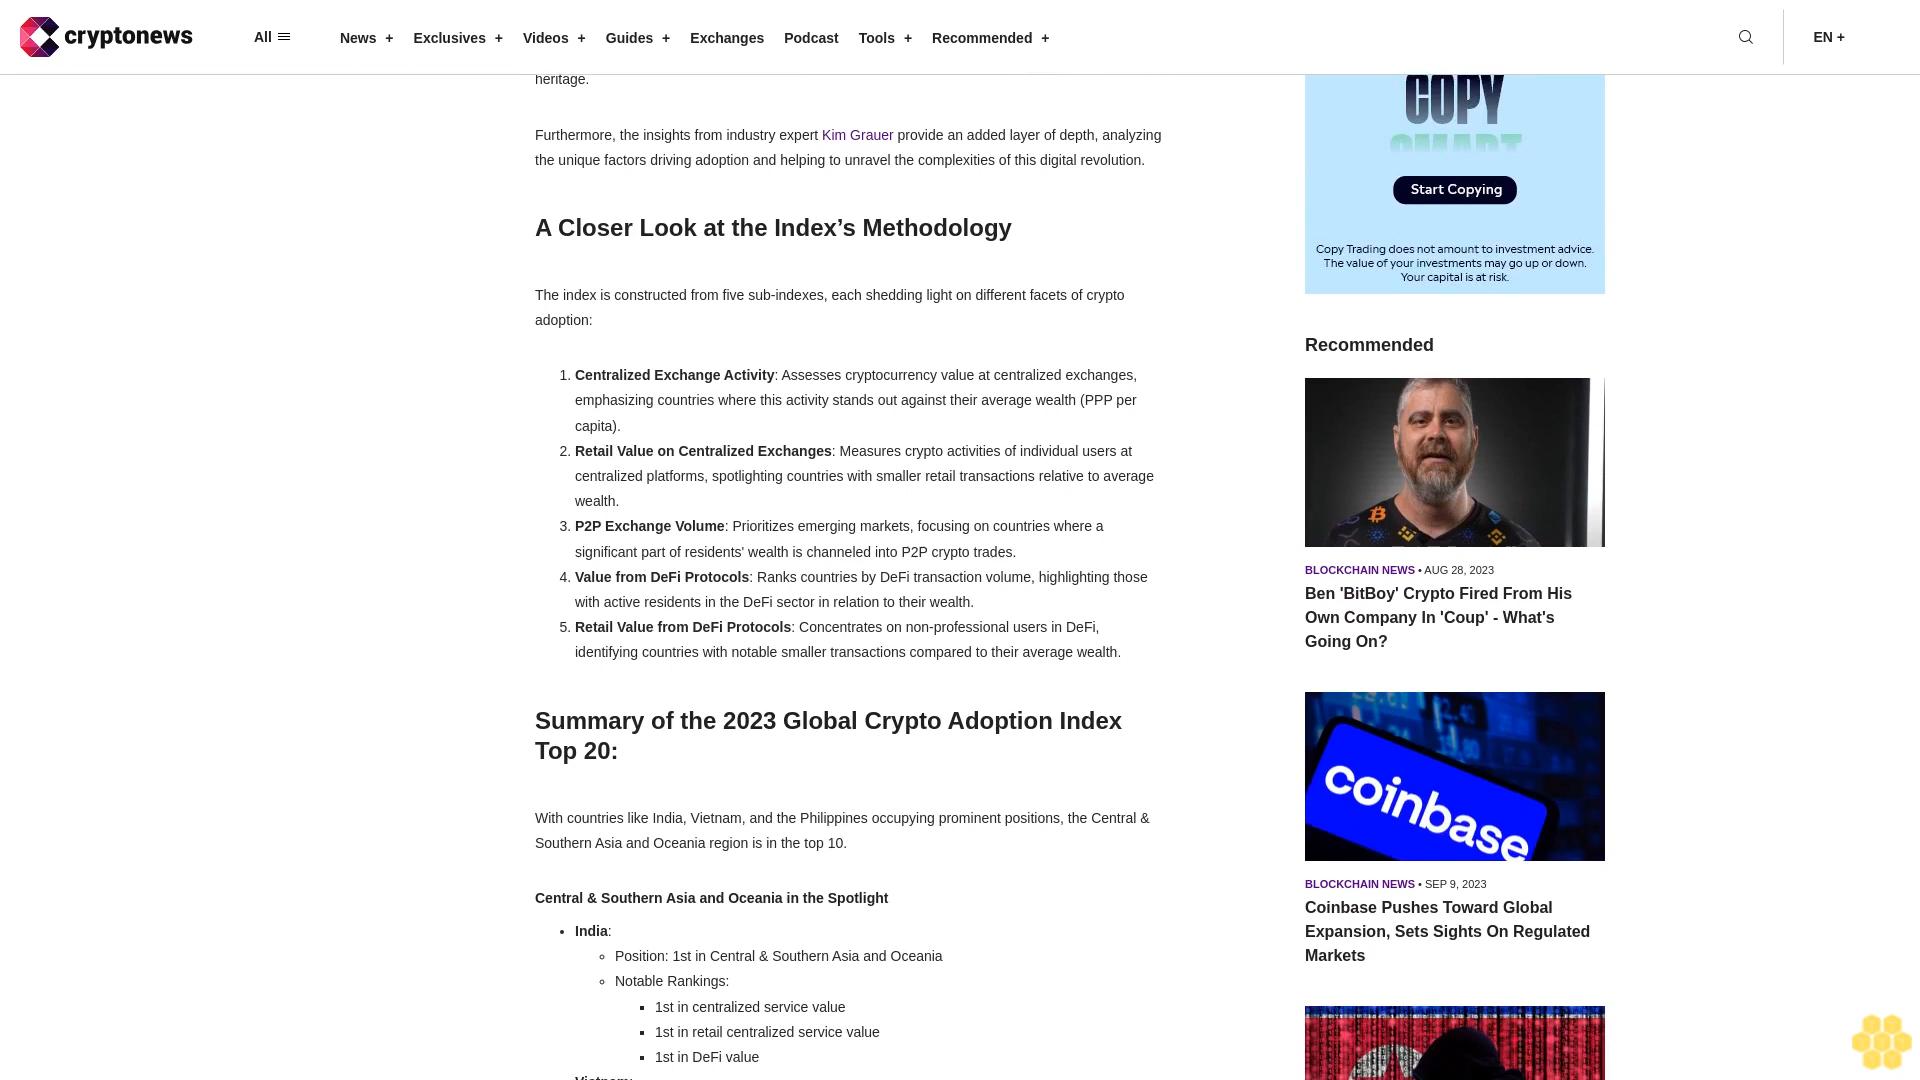 cryptonews
All
News +
Exclusives +
Videos +
Guides +
Exchanges
Podcast
Tools +
Recommended +
EN +
heritage.
Furthermore, the insights from industry expert Kim Grauer provide an added layer of depth, analyzing
the unique factors driving adoption and helping to unravel the complexities of this digital revolution.
A Closer Look at the Index’s Methodology
The index is constructed from five sub-indexes, each shedding light on different facets of crypto
adoption:
1. Centralized Exchange Activity: Assesses cryptocurrency value at centralized exchanges,
emphasizing countries where this activity stands out against their average wealth (PPP per
capita).
2. Retail Value on Centralized Exchanges: Measures crypto activities of individual users at
centralized platforms, spotlighting countries with smaller retail transactions relative to average
wealth.
3. P2P Exchange Volume: Prioritizes emerging markets, focusing on countries where a
significant part of residents' wealth is channeled into P2P crypto trades.
4. Value from DeFi Protocols: Ranks countries by DeFi transaction volume, highlighting those
with active residents in the DeFi sector in relation to their wealth.
5. Retail Value from DeFi Protocols: Concentrates on non-professional users in DeFi,
identifying countries with notable smaller transactions compared to their average wealth.
Summary of the 2023 Global Crypto Adoption Index
Top 20:
With countries like India, Vietnam, and the Philippines occupying prominent positions, the Central &
Southern Asia and Oceania region is in the top 10.
Central & Southern Asia and Oceania in the Spotlight
India:
Position: 1st in Central & Southern Asia and Oceania
Notable Rankings:
1st in centralized service value
1st in retail centralized service value
1st in DeFi value
Vietnam:
COPY
SMART
Start Copying
Copy Trading does not amount to investment advice.
The value of your investments may go up or down.
Your capital is at risk.
Recommended
BLOCKCHAIN NEWS • AUG 28, 2023
Ben 'BitBoy' Crypto Fired From His
Own Company In 'Coup' - What's
Going On?
coinbase
BLOCKCHAIN NEWS • SEP 9, 2023
Coinbase Pushes Toward Global
Expansion, Sets Sights On Regulated
Markets